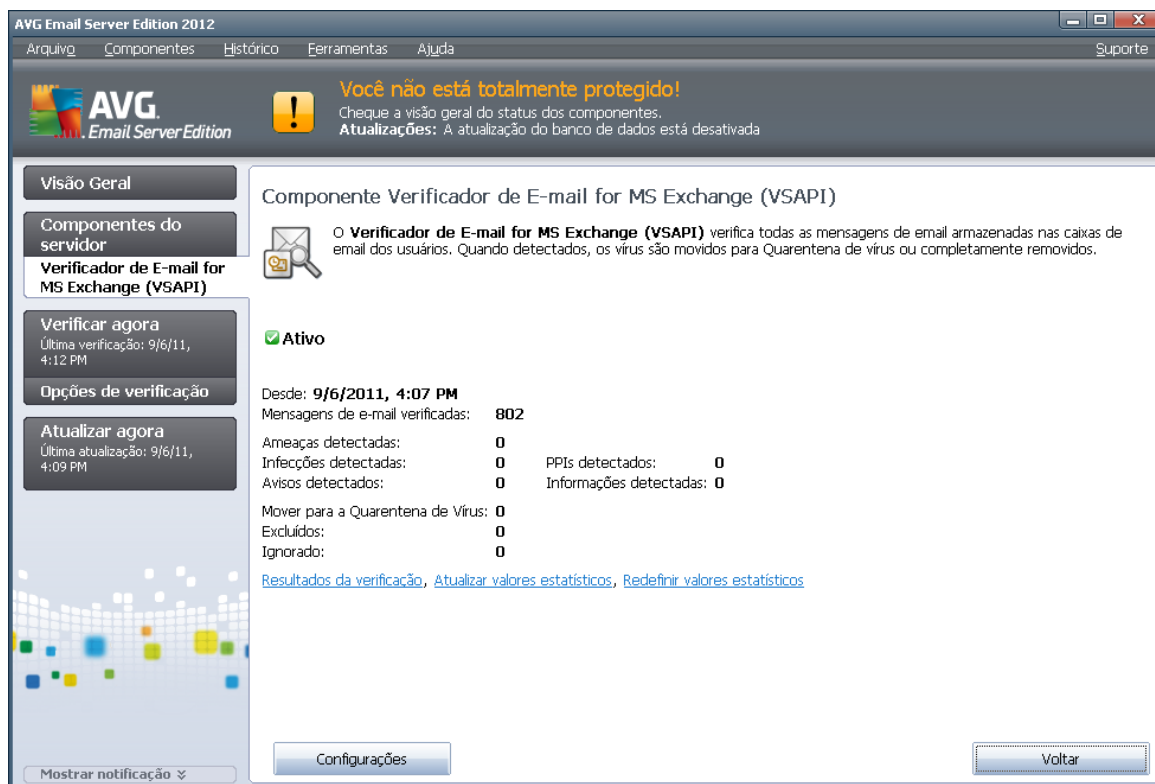 AVG Email Server Edition 2012
Arquivo Componentes Histórico Ferramentas Ajuda Suporte
AVG.
Email Server Edition
Você não está totalmente protegido!
Cheque a visão geral do status dos componentes.
Atualizações: A atualização do banco de dados está desativada
Visão Geral
Componentes do
servidor
Verificador de E-mail for
MS Exchange (VSAPI)
Verificar agora
Última verificação: 9/6/11,
4:12 PM
Opções de verificação
Atualizar agora
Última atualização: 9/6/11,
4:09 PM
Mostrar notificação
Componente Verificador de E-mail for MS Exchange (VSAPI)
O Verificador de E-mail for MS Exchange (VSAPI) verifica todas as mensagens de email armazenadas nas caixas de
email dos usuários. Quando detectados, os vírus são movidos para Quarentena de vírus ou completamente removidos.
Ativo
Desde: 9/6/2011, 4:07 PM
Mensagens de e-mail verificadas: 802
Ameaças detectadas: 0
Infecções detectadas: 0 PPIs detectados: 0
Avisos detectados: 0 Informações detectadas: 0
Mover para a Quarentena de Vírus: 0
Excluídos: 0
Ignorado: 0
Resultados da verificação, Atualizar valores estatísticos, Redefinir valores estatísticos
Configurações Voltar